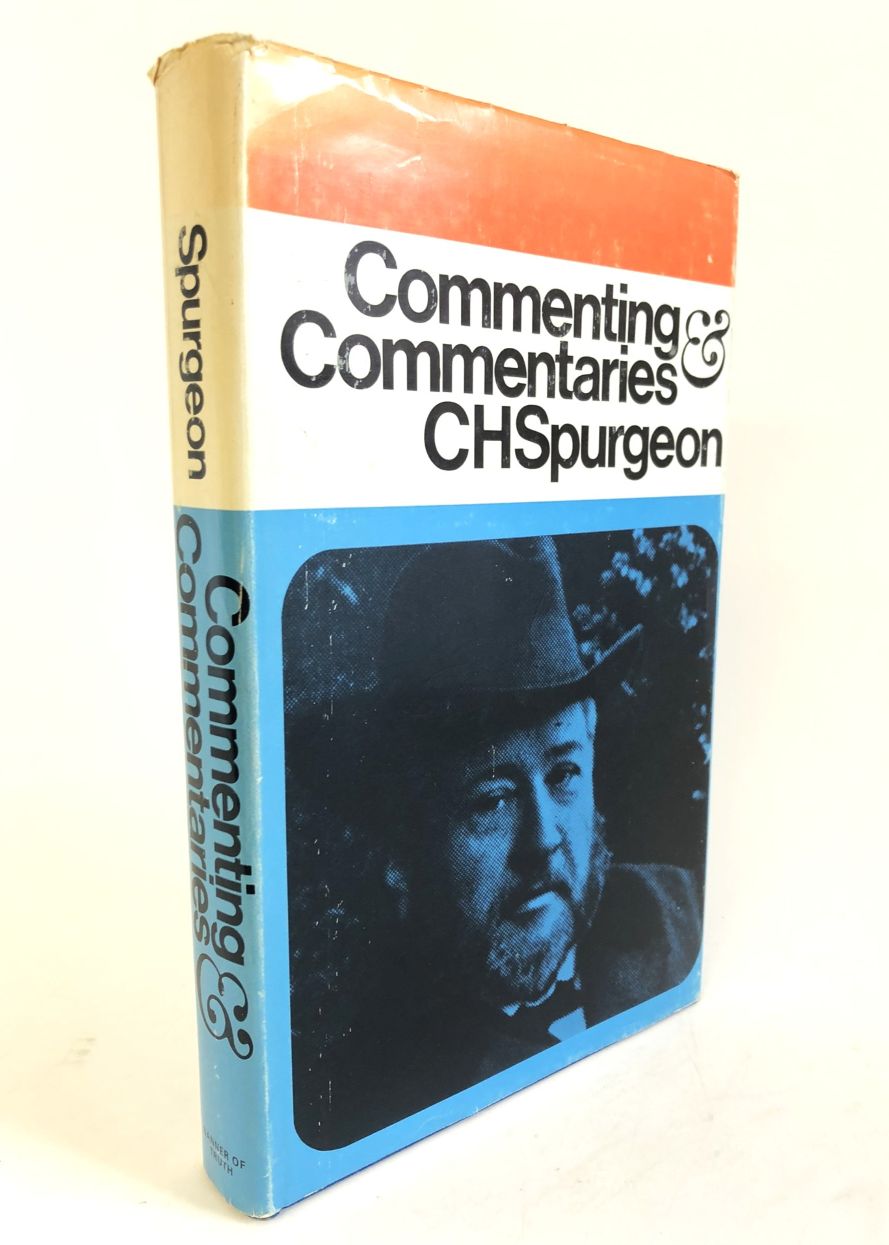 Commenting &
Commentaries
CHSpurgeon
Spurgeon
Commenting &
Commentaries
BANNER OF
TRUTH